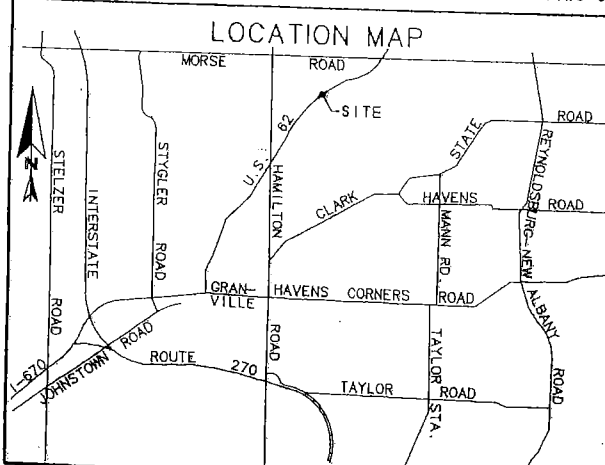 LOCATION MAP
MORSE ROAD
SITE
U.S. 62
STATE
ROAD
REYNOLDSBURG-NEW ALBANY ROAD
N
STELZER ROAD
INTERSTATE
STYGLER ROAD
HAMILTON ROAD
CLARK
HAVENS ROAD
MANN RD.
GRAN-
VILLE
HAVENS CORNERS ROAD
I-670
JOHNSTOWN ROAD
ROUTE 270
TAYLOR ROAD
TAYLOR STA.